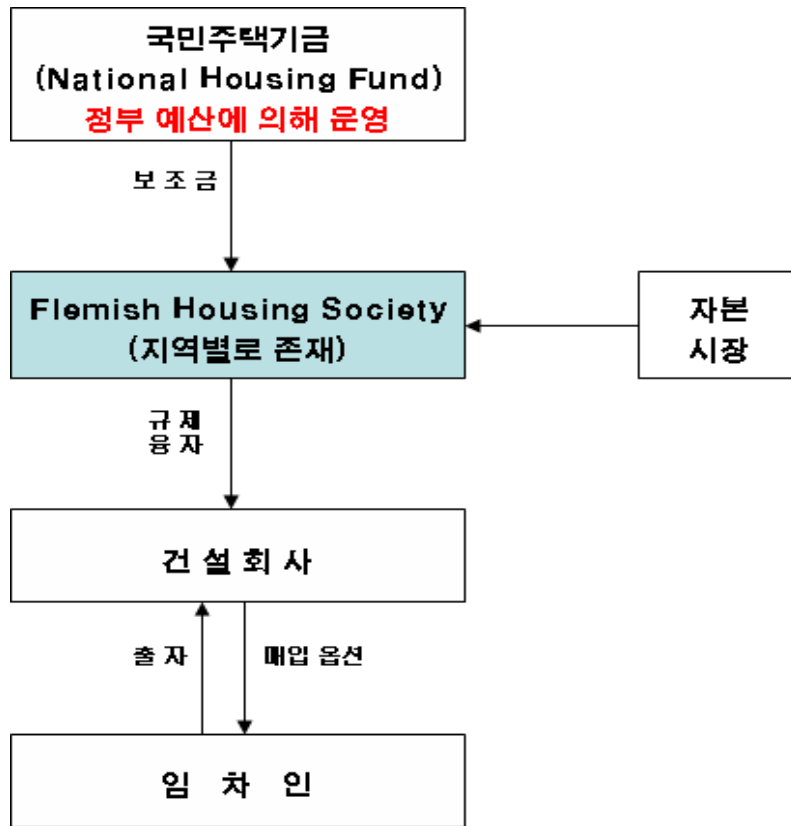 국민주택기금
(National Housing Fund)
정부 예산에 의해 운영
보 조 금
Flemish Housing Society
(지역별로 존재)
자본
시장
규 제
융 자
건 설 회 사
출 자
매입 옵션
임 차 인